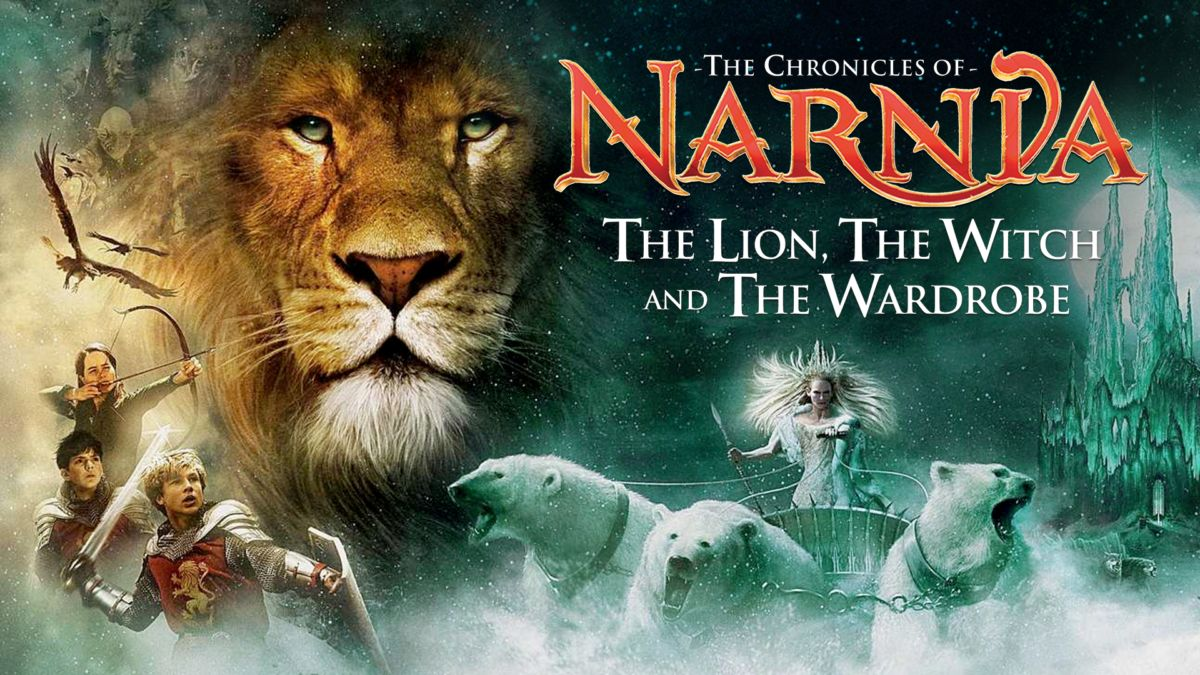 - The Chronicles of -
Narnia
The Lion, The Witch
and The Wardrobe